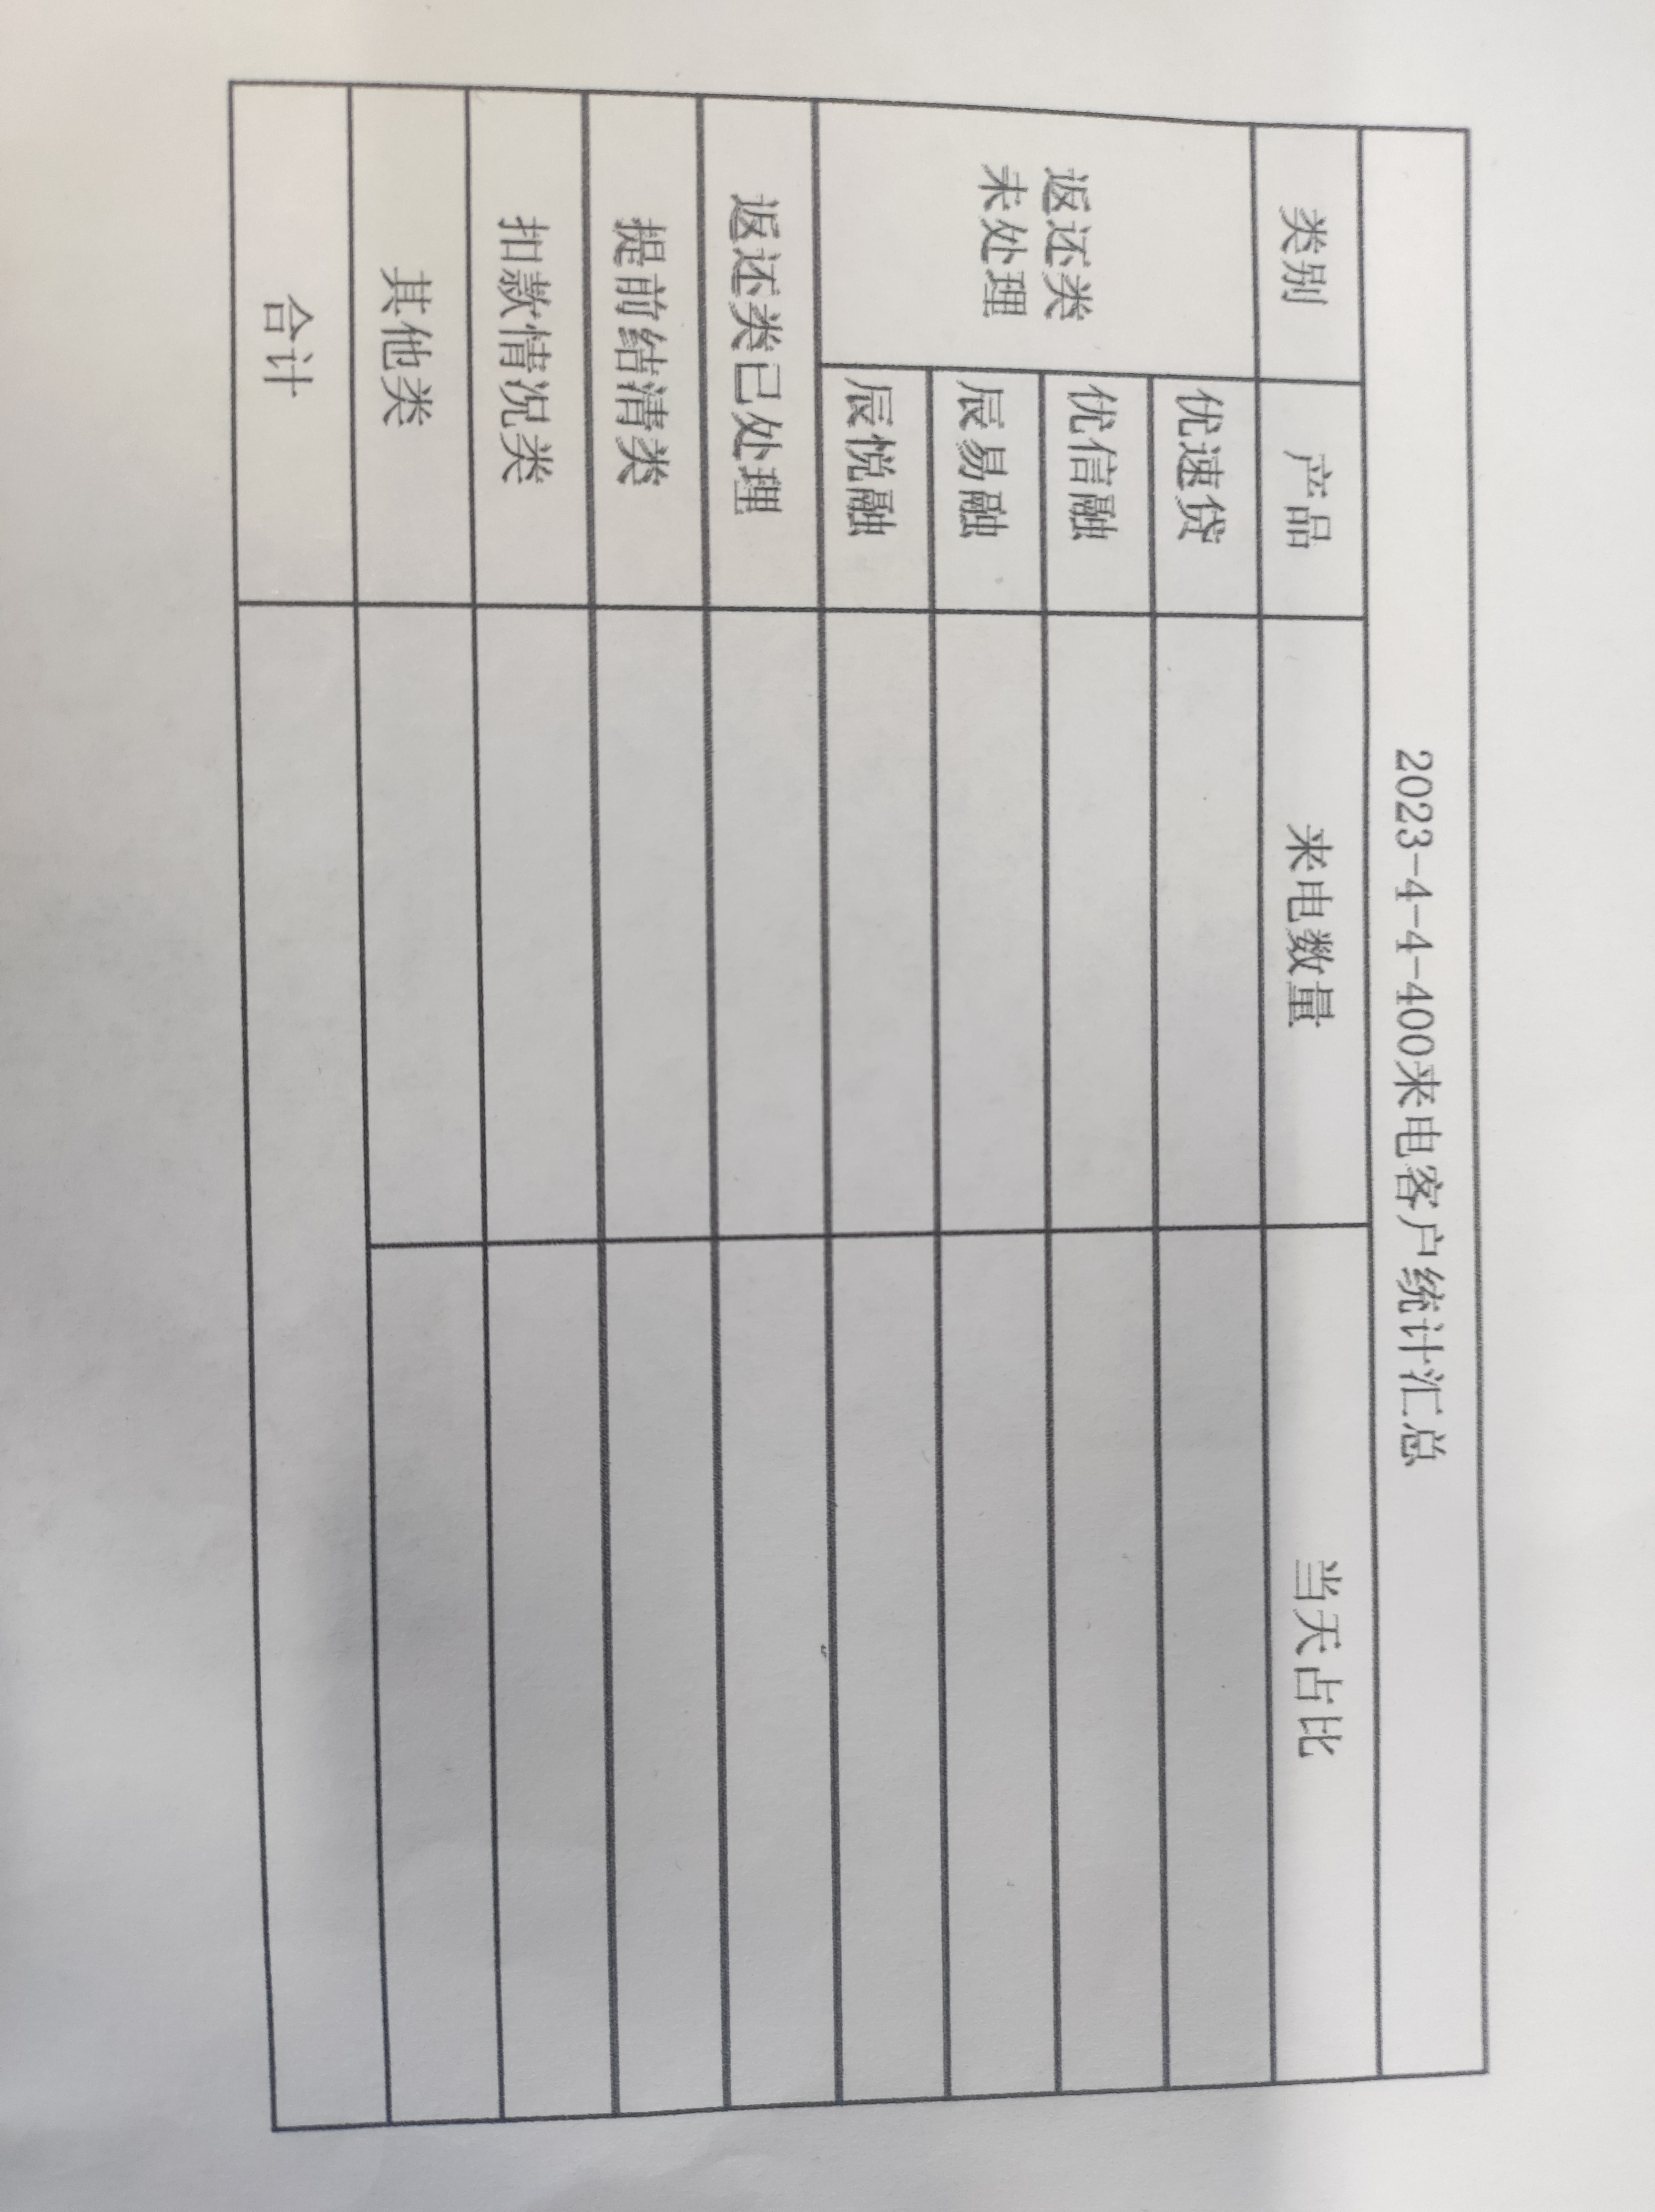 2023-4-4-400来电客户统计汇总
类别 产品 来电数量 当天占比
返还类
未处理
优速贷
优信融
辰易融
辰悦融
返还类已处理
提前结清类
扣款情况类
其他类
合计